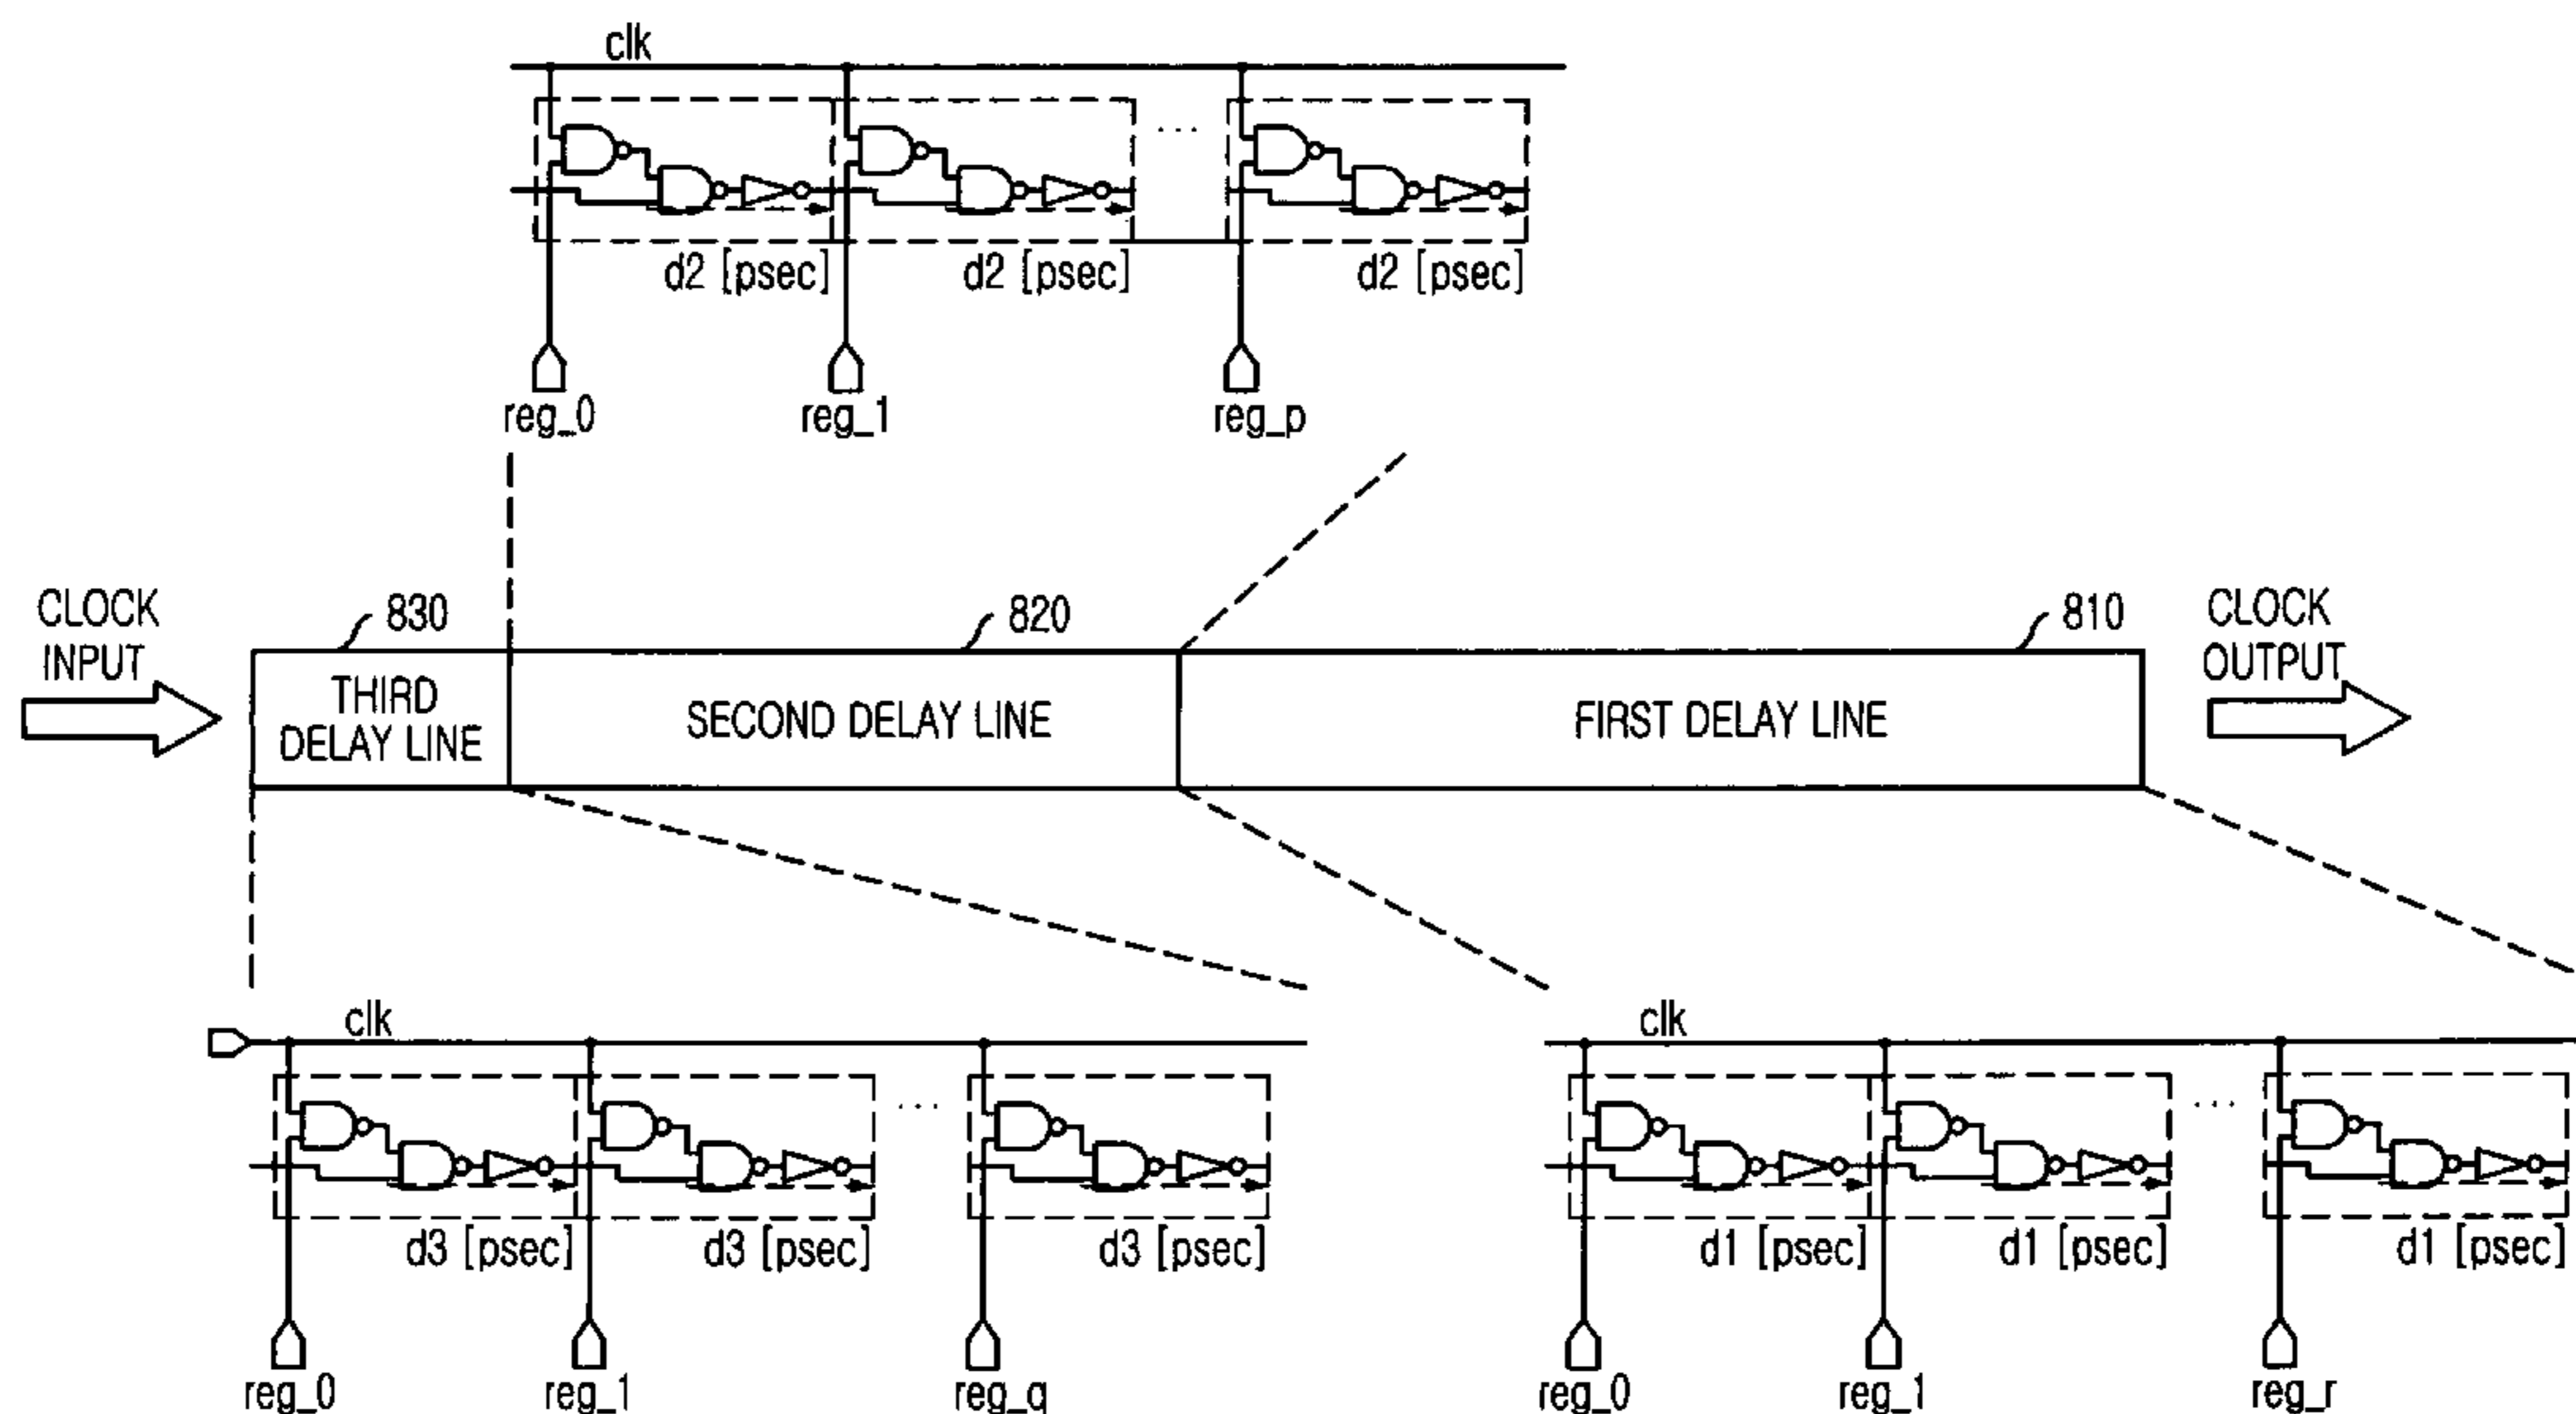 clk
d2 [psec] d2 [psec] ... d2 [psec]
reg_0 reg_1 reg_p
CLOCK
INPUT
830
820
810
CLOCK
OUTPUT
THIRD
DELAY LINE
SECOND DELAY LINE
FIRST DELAY LINE
clk
d3 [psec] d3 [psec] ... d3 [psec]
reg_0 reg_1 reg_q
clk
d1 [psec] d1 [psec] ... d1 [psec]
reg_0 reg_1 reg_r